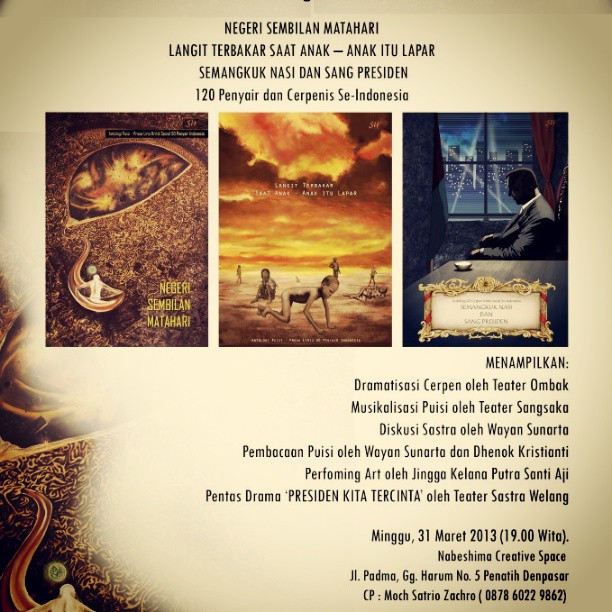 NEGERI SEMBILAN MATAHARI
LANGIT TERBAKAR SAAT ANAK – ANAK ITU LAPAR
SEMANGKUK NASI DAN SANG PRESIDEN
120 Penyair dan Cerpenis Se-Indonesia
NEGERI
SEMBILAN
MATAHARI
LANGIT TERBAKAR
SAAT ANAK - ANAK ITU LAPAR
SEMANGKUK NASI
DAN
SANG PRESIDEN
MENAMPILKAN:
Dramatisasi Cerpen oleh Teater Ombak
Musikalisasi Puisi oleh Teater Sangsaka
Diskusi Sastra oleh Wayan Sunarta
Pembacaan Puisi oleh Wayan Sunarta dan Dhenok Kristianti
Perfoming Art oleh Jingga Kelana Putra Santi Aji
Pentas Drama ‘PRESIDEN KITA TERCINTA’ oleh Teater Sastra Welang
Minggu, 31 Maret 2013 (19.00 Wita).
Nabeshima Creative Space
Jl. Padma, Gg. Harum No. 5 Penatih Denpasar
CP : Moch Satrio Zachro ( 0878 6022 9862)